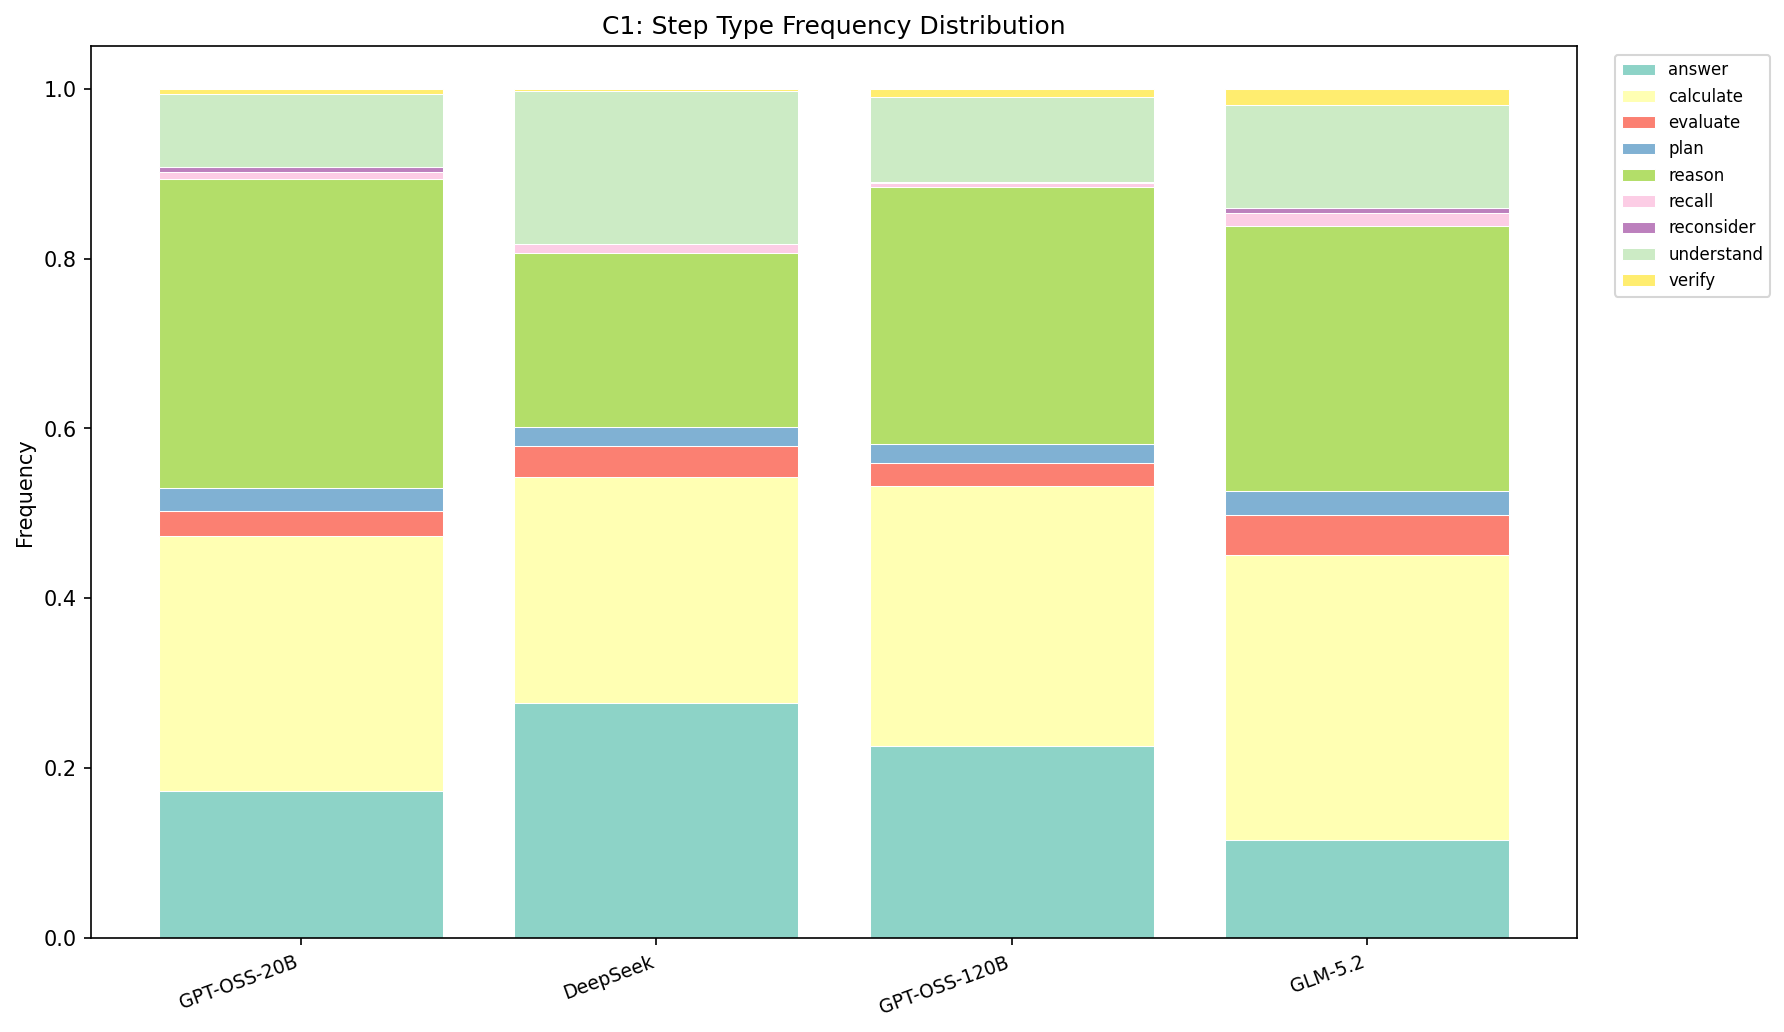 C1: Step Type Frequency Distribution
Frequency
1.0
0.8
0.6
0.4
0.2
0.0
GPT-OSS-20B
DeepSeek
GPT-OSS-120B
GLM-5.2
answer
calculate
evaluate
plan
reason
recall
reconsider
understand
verify